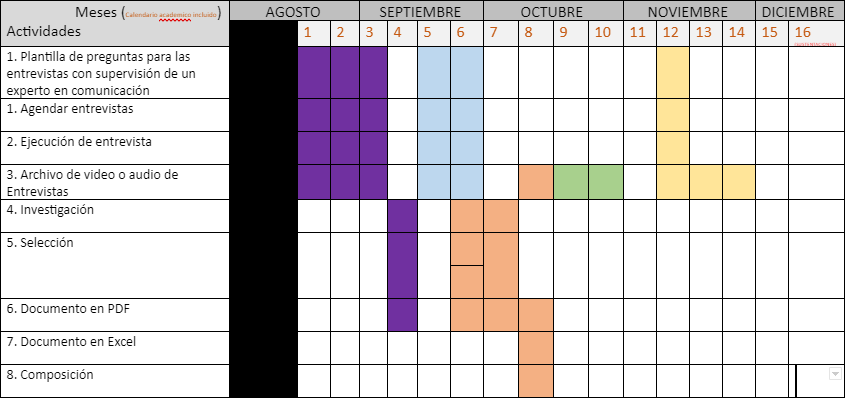 Meses (Calendario academico incluido) AGOSTO SEPTIEMBRE OCTUBRE NOVIEMBRE DICIEMBRE
Actividades 1 2 3 4 5 6 7 8 9 10 11 12 13 14 15 16
1. Plantilla de preguntas para las
entrevistas con supervisión de un
experto en comunicación
1. Agendar entrevistas
2. Ejecución de entrevista
3. Archivo de video o audio de
Entrevistas
4. Investigación
5. Selección
6. Documento en PDF
7. Documento en Excel
8. Composición